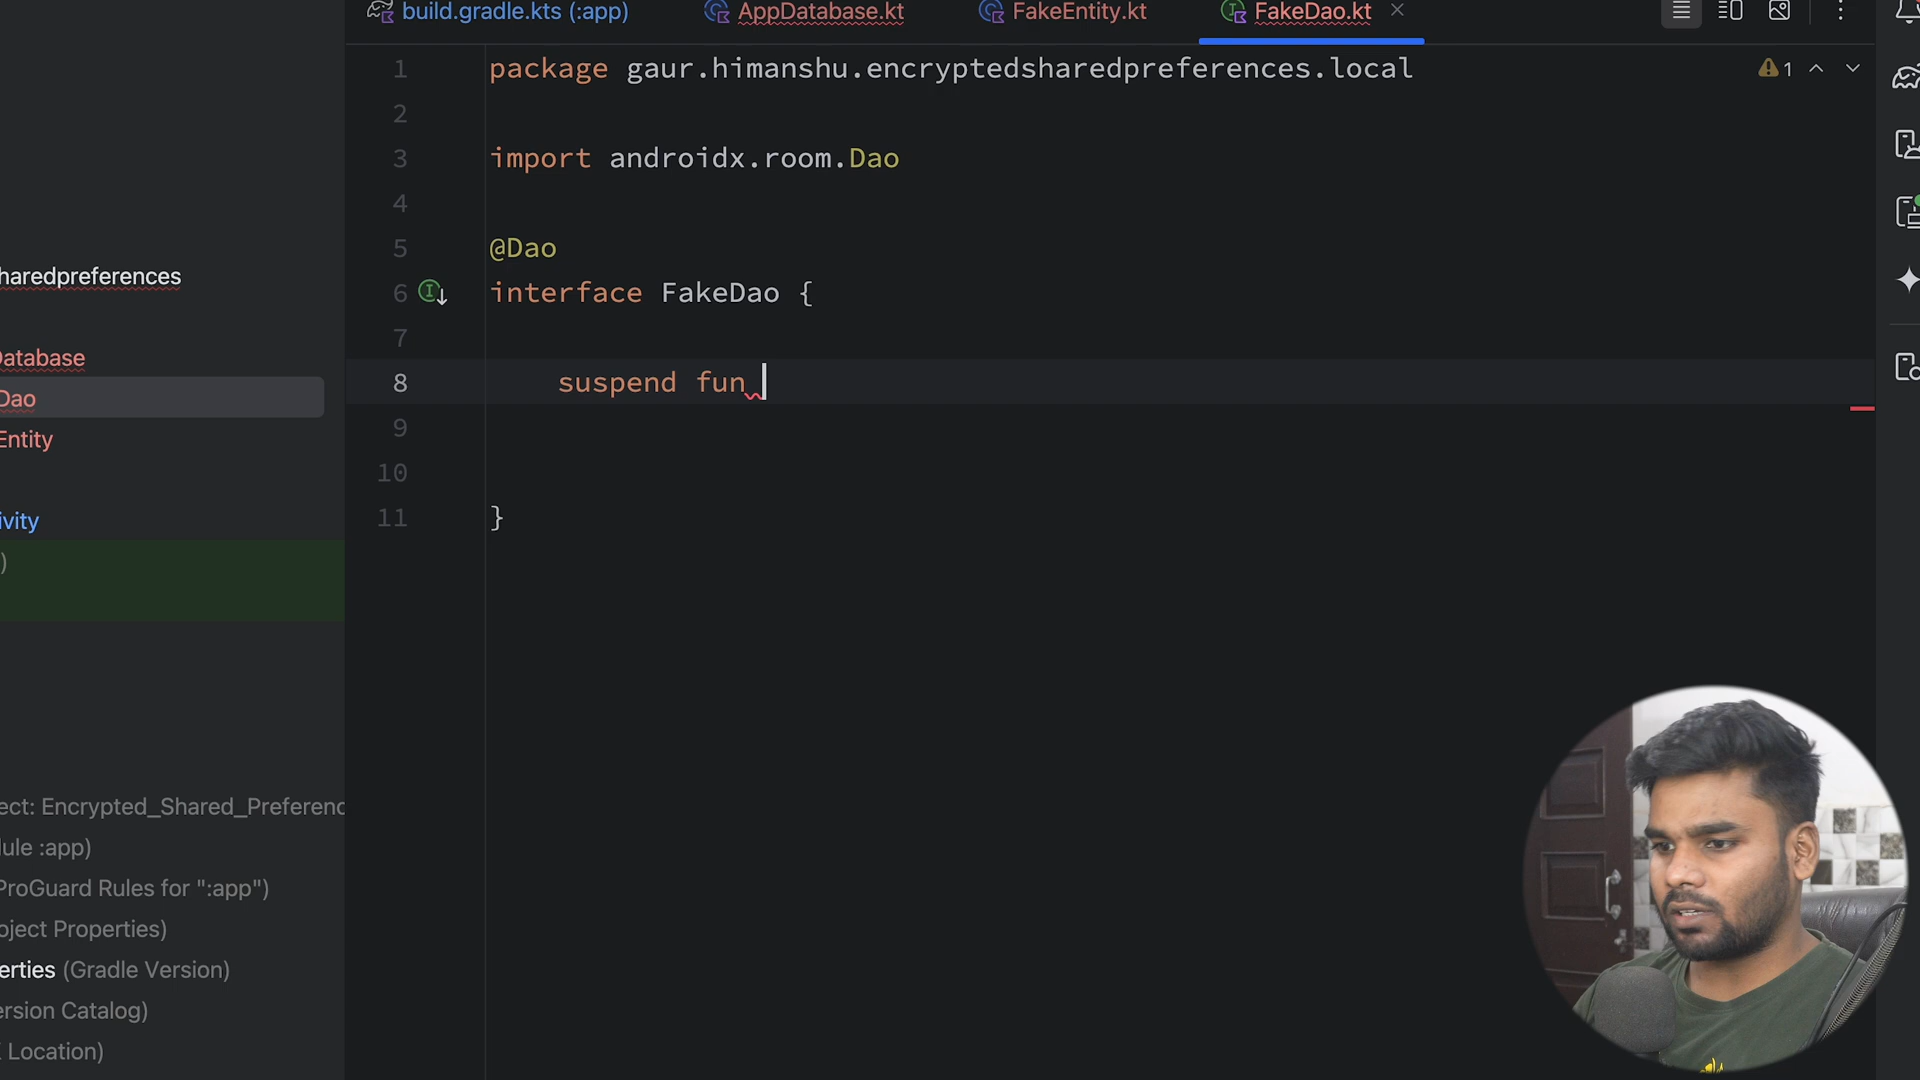 build.gradle.kts (:app)
AppDatabase.kt
FakeEntity.kt
FakeDao.kt
1 package gaur.himanshu.encryptedsharedpreferences.local
1
2
3 import androidx.room.Dao
4
5 @Dao
6 interface FakeDao {
7
8 suspend fun
9
10
11 }
haredpreferences
Database
Dao
Entity
ivity
)
ect: Encrypted_Shared_Preferenc
dule :app)
ProGuard Rules for ":app")
oject Properties)
erties (Gradle Version)
ersion Catalog)
Location)